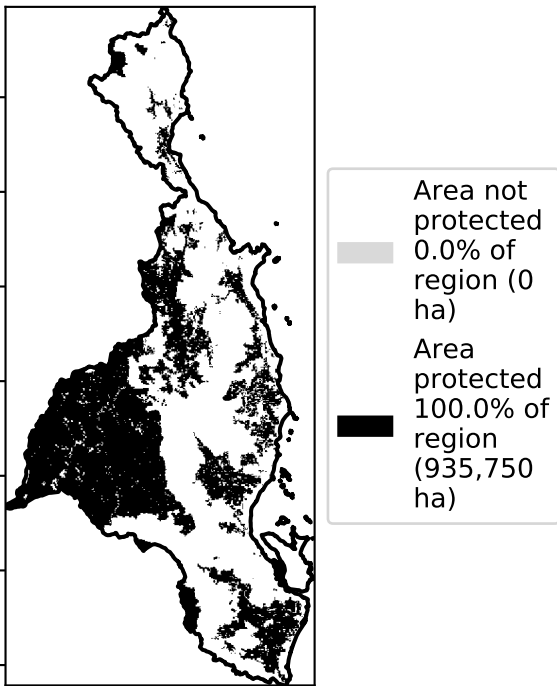 Area not
protected
0.0% of
region (0
ha)
Area
protected
100.0% of
region
(935,750
ha)